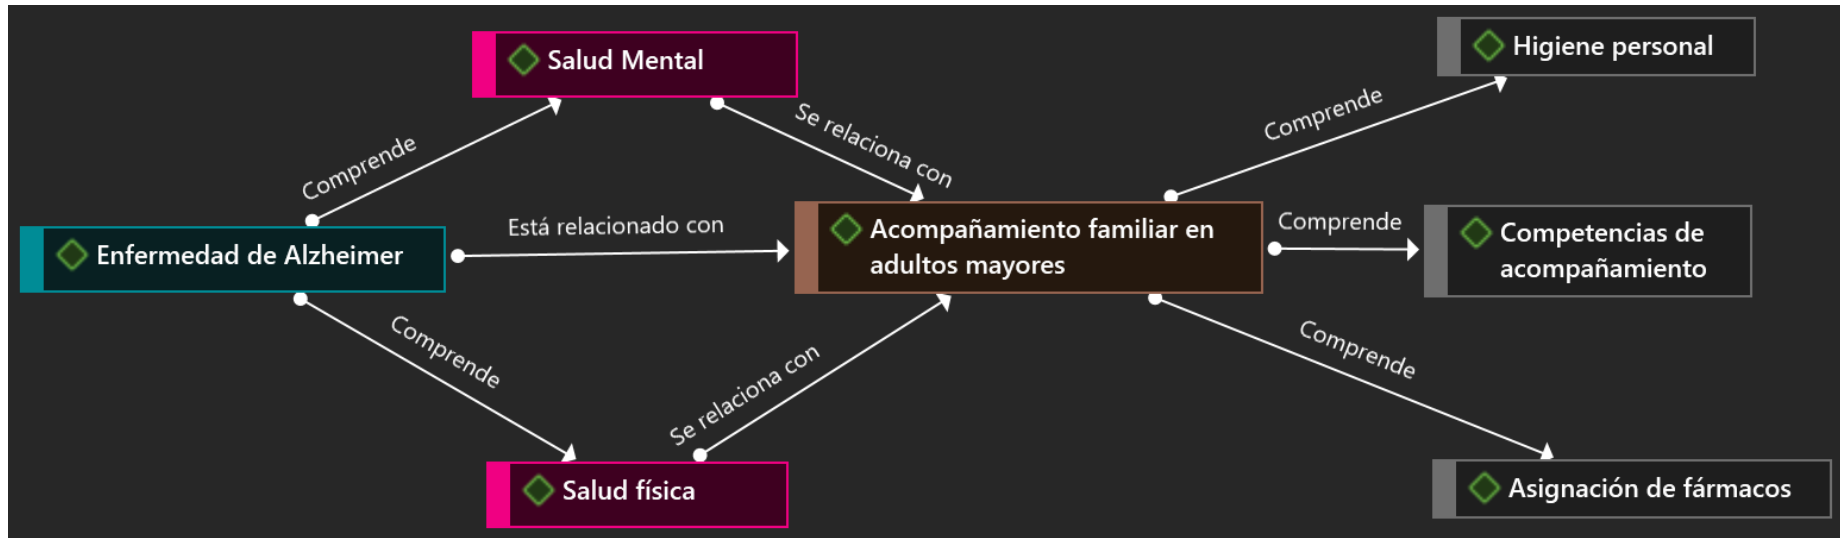 Salud Mental
Higiene personal
Comprende
Se relaciona con
Comprende
Enfermedad de Alzheimer
Está relacionado con
Acompañamiento familiar en
adultos mayores
Comprende
Competencias de
acompañamiento
Comprende
Se relaciona con
Comprende
Salud física
Asignación de fármacos